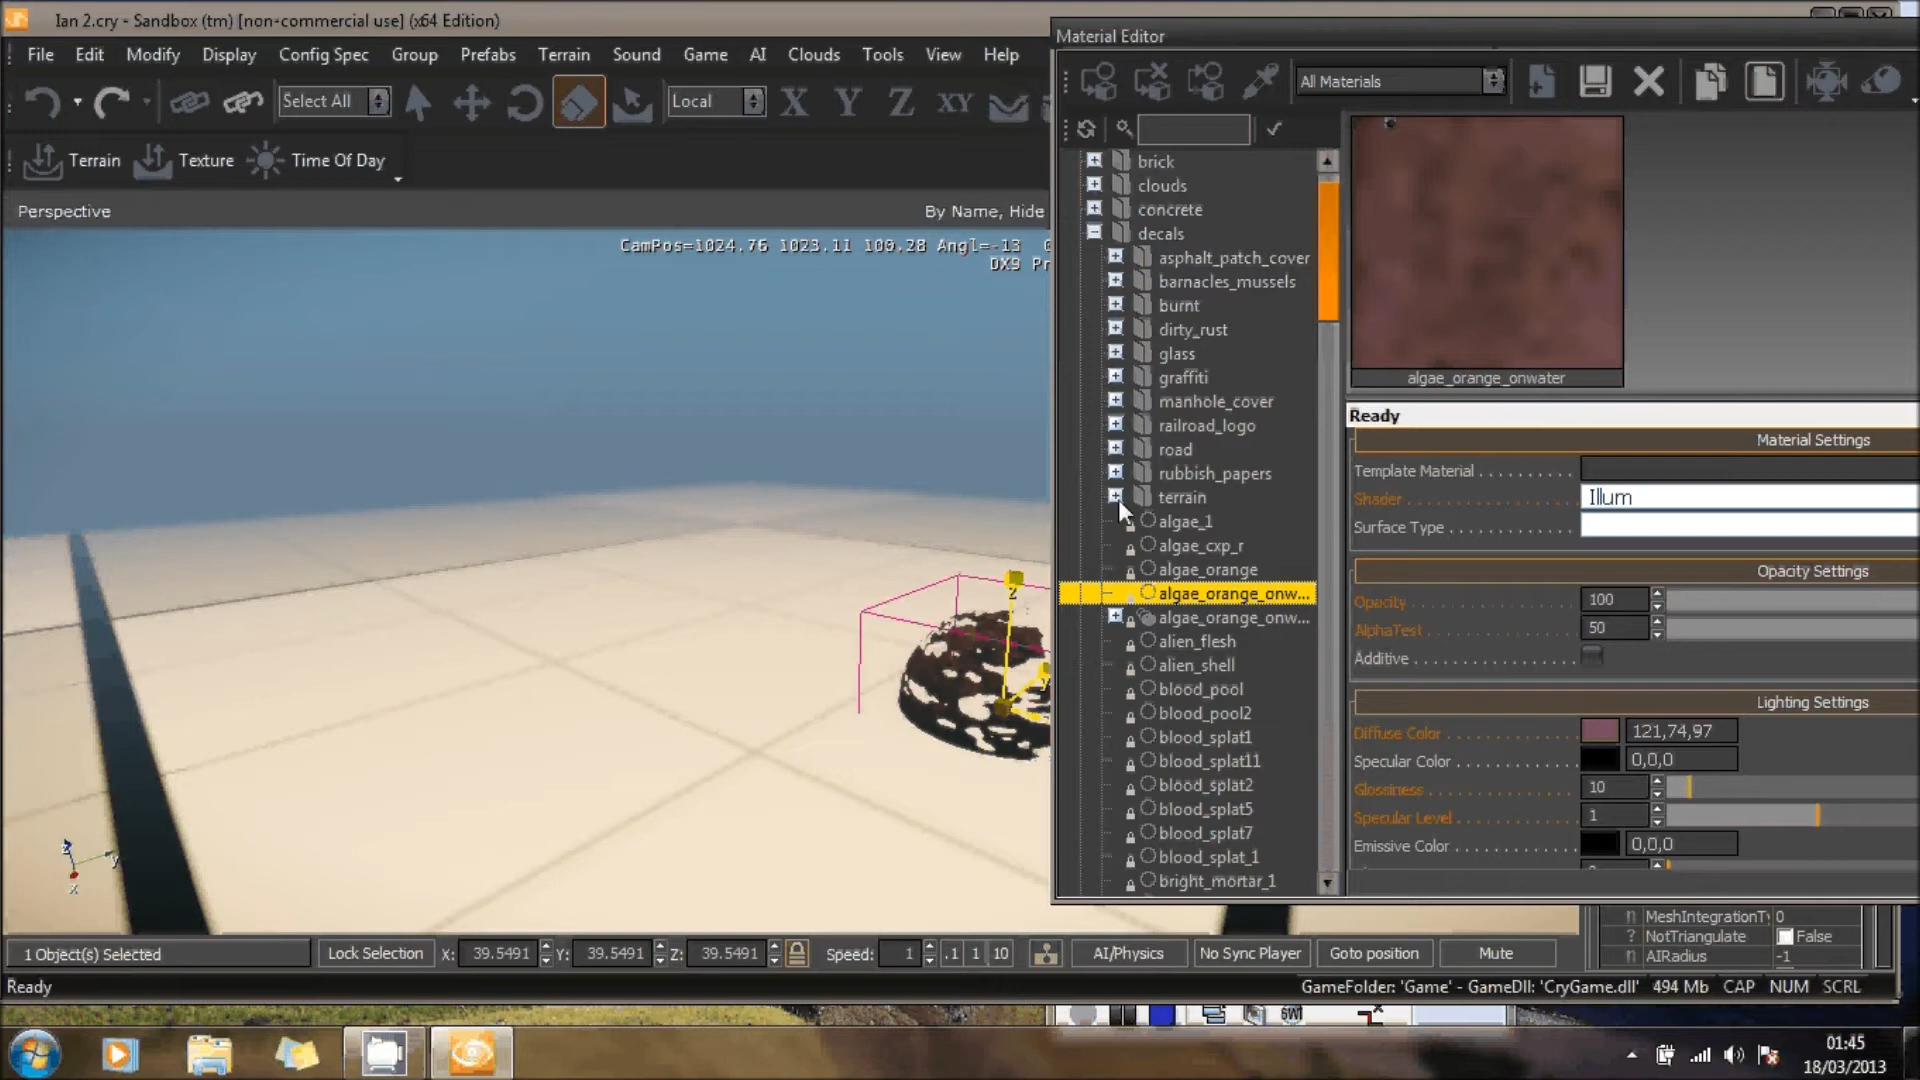 Ian 2.cry - Sandbox (tm) [non-commercial use] (x64 Edition)
File Edit Modify Display Config Spec Group Prefabs Terrain Sound Game AI Clouds Tools View Help
Select All Local X Y Z XY
Terrain Texture Time Of Day
Perspective By Name, Hide
CamPos=1024.76 1023.11 100.28 Angl=-13
DX9
z
y
x
Z
y
Material Editor
All Materials
brick
clouds
concrete
decals
asphalt_patch_cover
barnacles_mussels
burnt
dirty_rust
glass
graffiti
manhole_cover
railroad_logo
road
rubbish_papers
terrain
algae_1
algae_cxp_r
algae_orange
algae_orange_onw...
algae_orange_onw...
alien_flesh
alien_shell
blood_pool
blood_pool2
blood_splat1
blood_splat11
blood_splat2
blood_splat5
blood_splat7
blood_splat_1
bright_mortar_1
algae_orange_onwater
Ready
Material Settings
Template Material
Shader Illum
Surface Type
Opacity Settings
Opacity 100
AlphaTest 50
Additive
Lighting Settings
Diffuse Color 121,74,97
Specular Color 0,0,0
Glossiness 10
Specular Level 1
Emissive Color 0,0,0
MeshIntegrationTy 0
NotTriangulate False
AIRadius -1
1 Object(s) Selected Lock Selection X: 39.5491 Y: 39.5491 Z: 39.5491 Speed: 1 .1 1 10 AI/Physics No Sync Player Goto position Mute
Ready GameFolder: 'Game' - GameDll: 'CryGame.dll' 494 Mb CAP NUM SCRL
01:45
18/03/2013